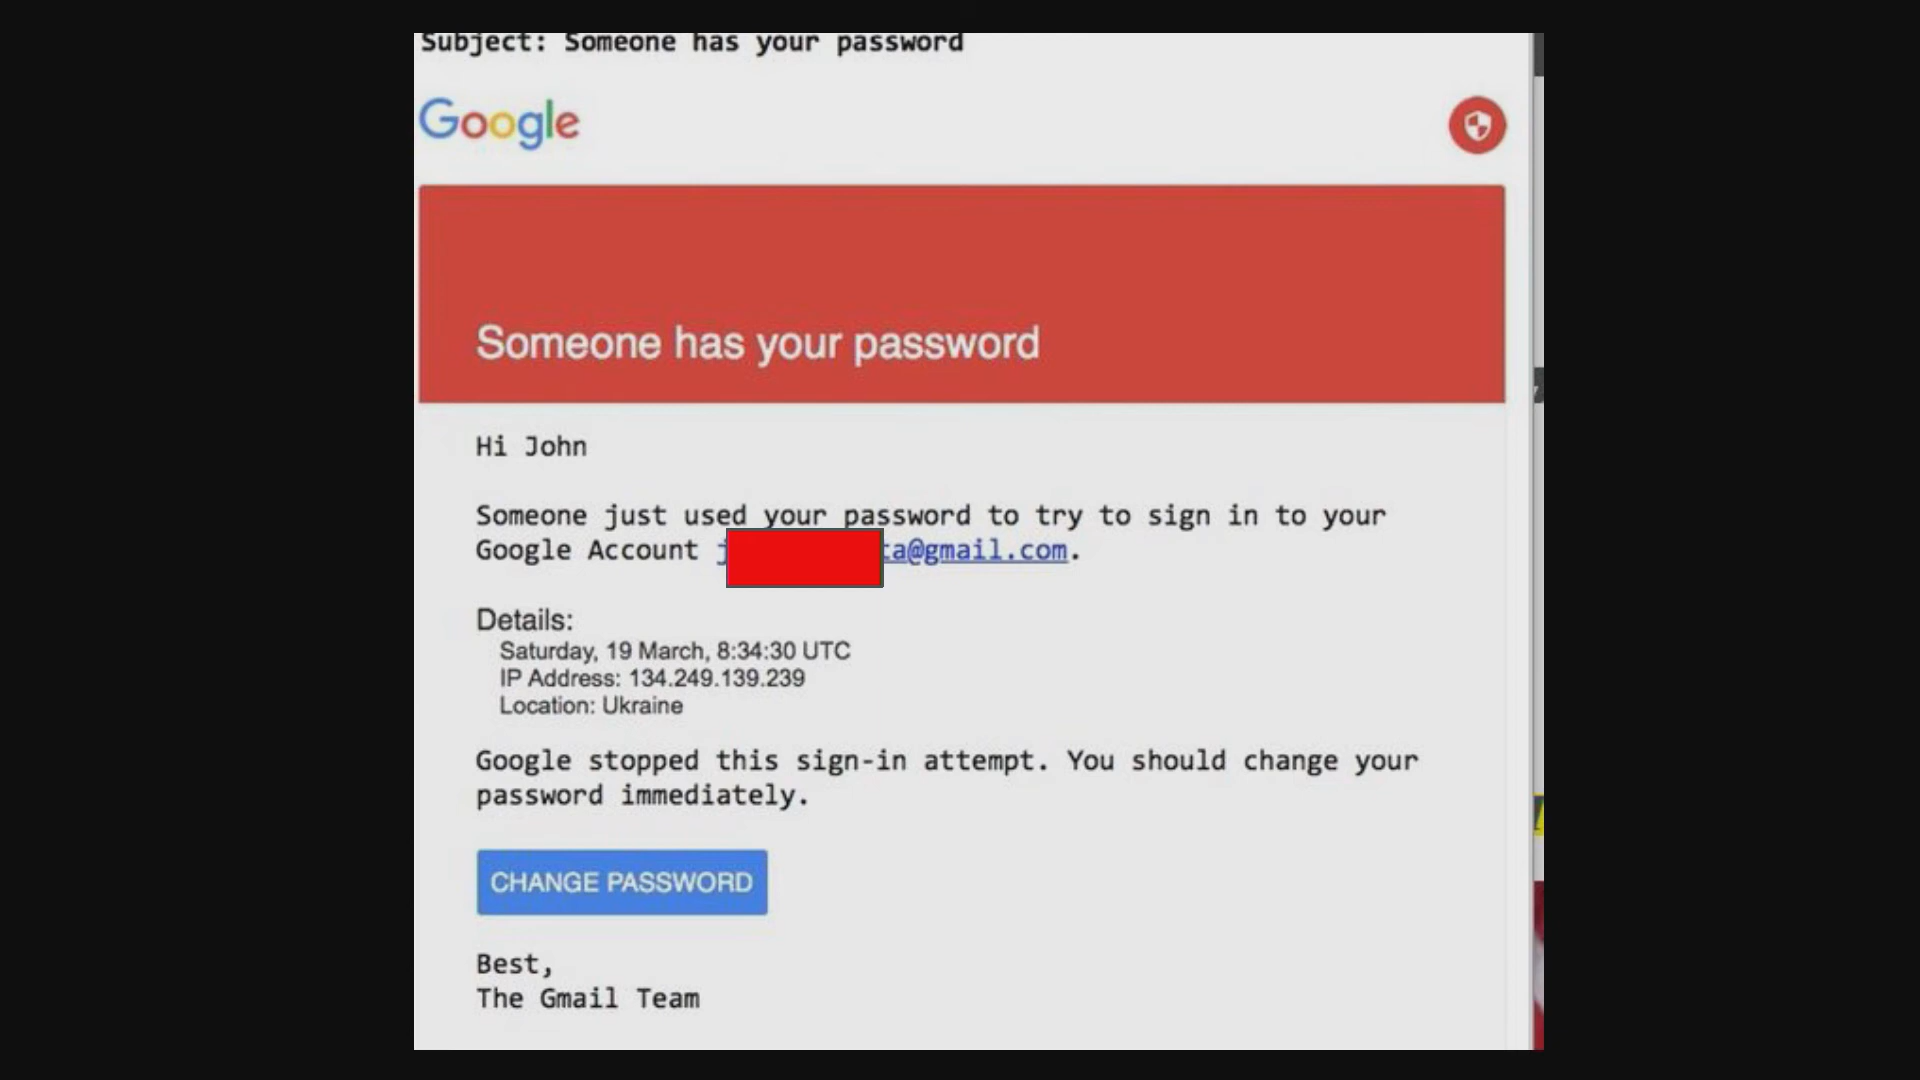 Subject: Someone has your password
Google
Someone has your password
Hi John
Someone just used your password to try to sign in to your
Google Account j ta@gmail.com.
Details:
Saturday, 19 March, 8:34:30 UTC
IP Address: 134.249.139.239
Location: Ukraine
Google stopped this sign-in attempt. You should change your
password immediately.
CHANGE PASSWORD
Best,
The Gmail Team